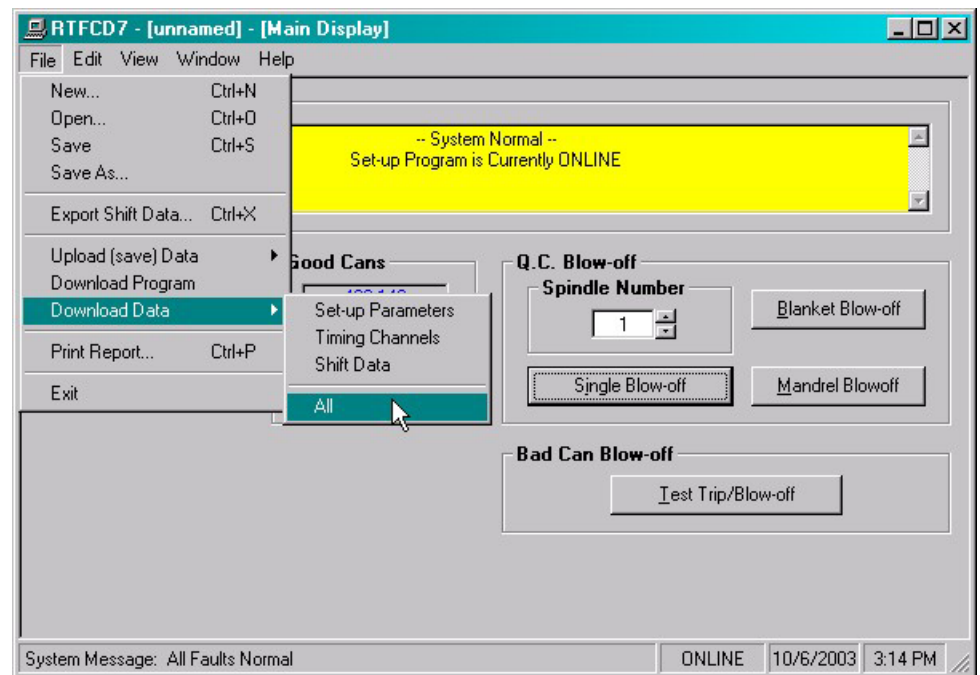 RTFCD7 - [unnamed] - [Main Display]
File Edit View Window Help
New... Ctrl+N
Open... Ctrl+O
Save Ctrl+S
Save As...
Export Shift Data... Ctrl+X
Upload (save) Data
Download Program
Download Data
Print Report... Ctrl+P
Exit
Set-up Parameters
Timing Channels
Shift Data
All
-- System Normal --
Set-up Program is Currently ONLINE
Good Cans
Q.C. Blow-off
Spindle Number
1
Blanket Blow-off
Single Blow-off
Mandrel Blowoff
Bad Can Blow-off
Test Trip/Blow-off
System Message: All Faults Normal
ONLINE
10/6/2003
3:14 PM